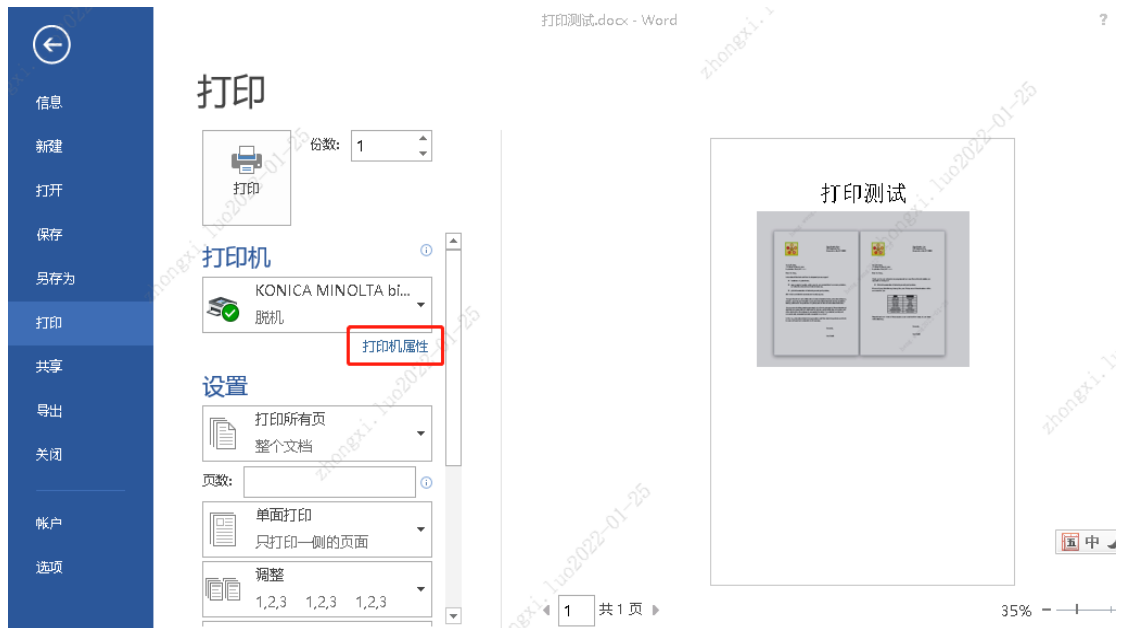 打印测试.docx - Word
?
信息
新建
打开
保存
另存为
打印
共享
导出
关闭
帐户
选项
打印
份数: 1
打印
打印机
KONICA MINOLTA bi...
脱机
打印机属性
设置
打印所有页
整个文档
页数:
单面打印
只打印一侧的页面
调整
1,2,3 1,2,3 1,2,3
打印测试
1 共 1 页
五 中
35%
zhongxi.luo2022-01-25